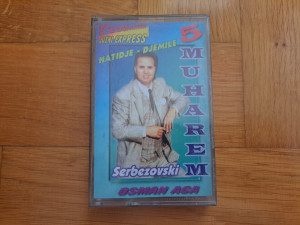 HATIDJE - DJEMILE
5
MUHAREM
Serbezovski
OSMAN AGA